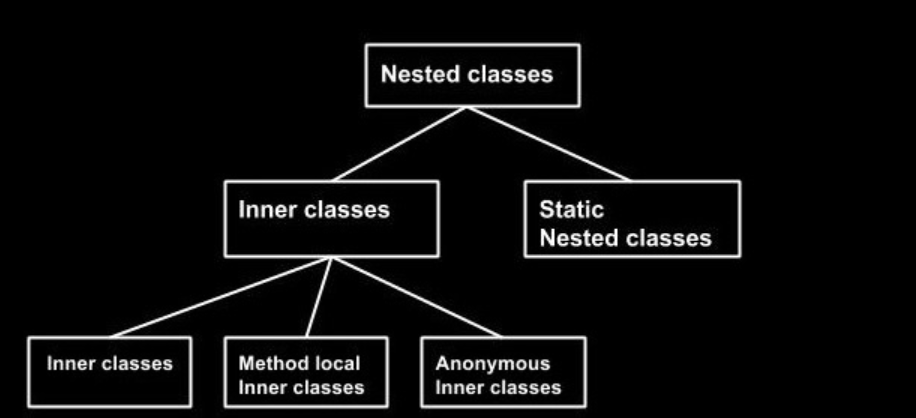 Nested classes
Inner classes
Static
Nested classes
Inner classes
Method local
Inner classes
Anonymous
Inner classes